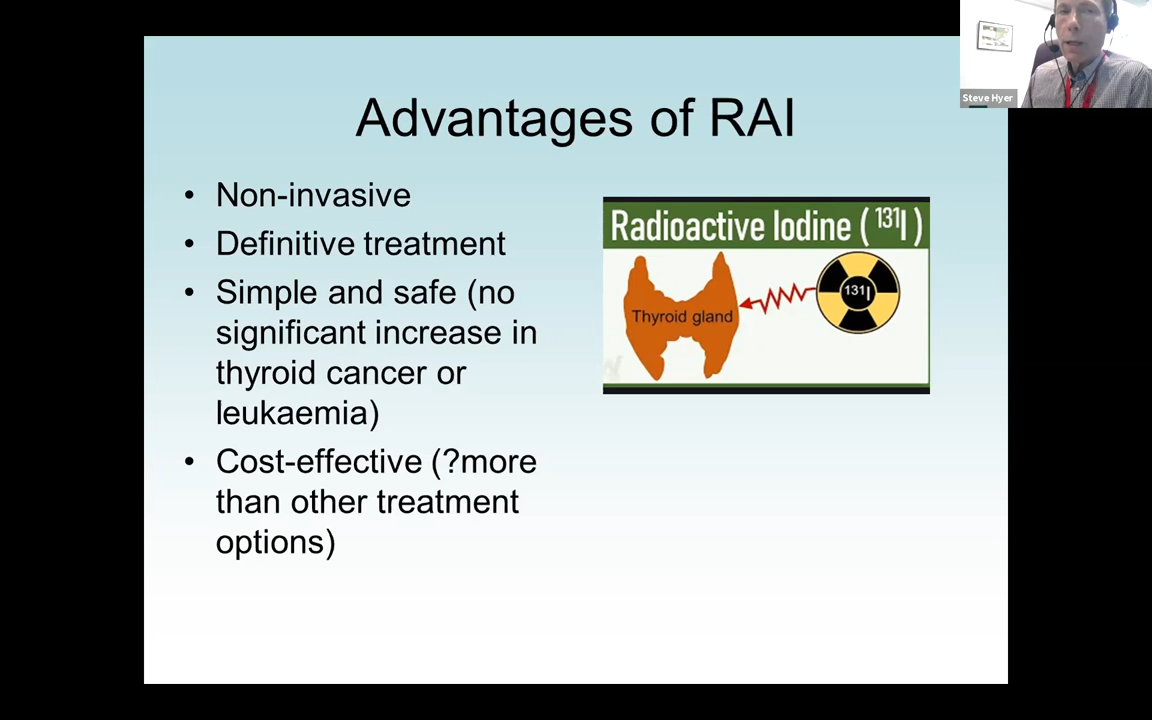 Steve Hyer
Advantages of RAI
• Non-invasive
• Definitive treatment
• Simple and safe (no
significant increase in
thyroid cancer or
leukaemia)
• Cost-effective (?more
than other treatment
options)
Radioactive Iodine (¹³¹I)
Thyroid gland
¹³¹I